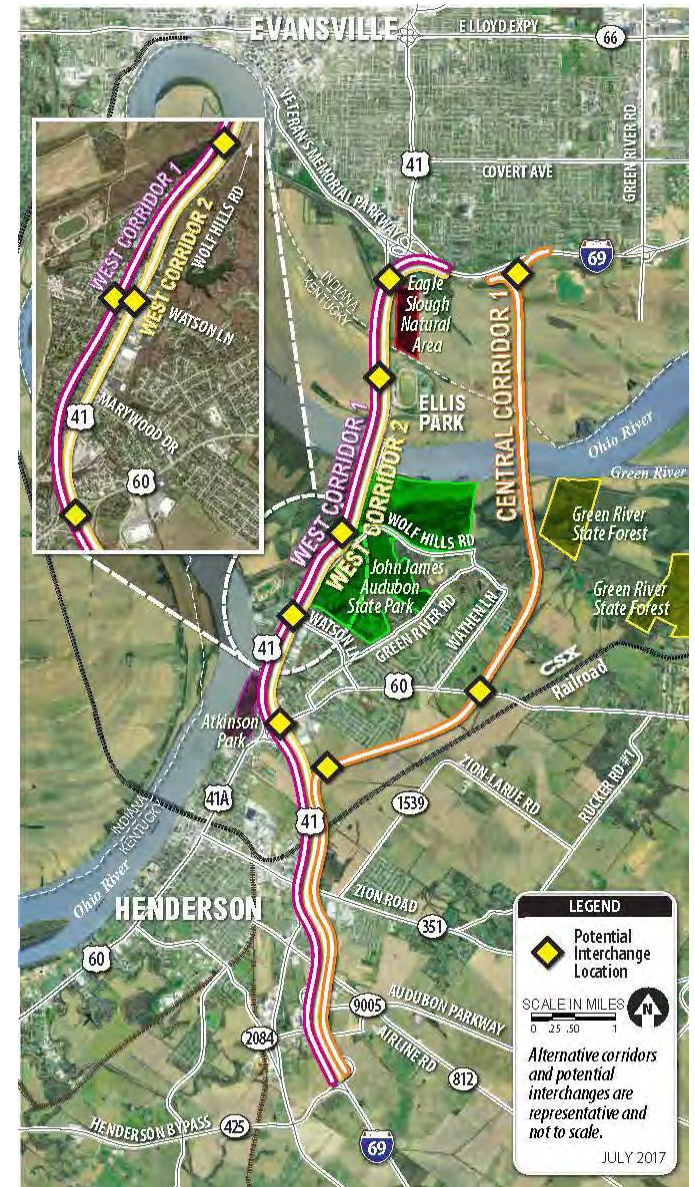 EVANSVILLE
E LLOYD EXPY
66
VETERAN'S MEMORIAL PARKWAY
41
COVERT AVE
GREEN RIVER RD
69
WEST CORRIDOR 1
WEST CORRIDOR 2
WOLF HILLS RD
WATSON LN
MARYWOOD DR
41
60
INDIANA
KENTUCKY
Eagle
Slough
Natural
Area
CENTRAL CORRIDOR 1
ELLIS
PARK
Ohio River
Green River
WEST CORRIDOR 1
WEST CORRIDOR 2
WOLF HILLS RD
John James
Audubon
State Park
Green River
State Forest
Green River
State Forest
WATSON LN
GREEN RIVER RD
WATHEN LN
41
60
CSX
Railroad
Atkinson
Park
41A
41
1539
ZION-LARUE RD
RUCKER RD #1
INDIANA
KENTUCKY
Ohio River
HENDERSON
ZION ROAD
351
60
9005
AUDUBON PARKWAY
2084
AIRLINE RD
812
HENDERSON BYPASS
425
69
LEGEND
Potential
Interchange
Location
SCALE IN MILES
N
0 .25 .50 1
Alternative corridors
and potential
interchanges are
representative and
not to scale.
JULY 2017